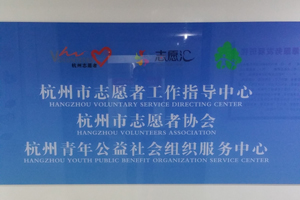 杭州志愿者 志愿汇
杭州市志愿者工作指导中心
HANGZHOU VOLUNTARY SERVICE DIRECTING CENTER
杭州市志愿者协会
HANGZHOU VOLUNTEERS ASSOCIATION
杭州青年公益社会组织服务中心
HANGZHOU YOUTH PUBLIC BENEFIT ORGANIZATION SERVICE CENTER